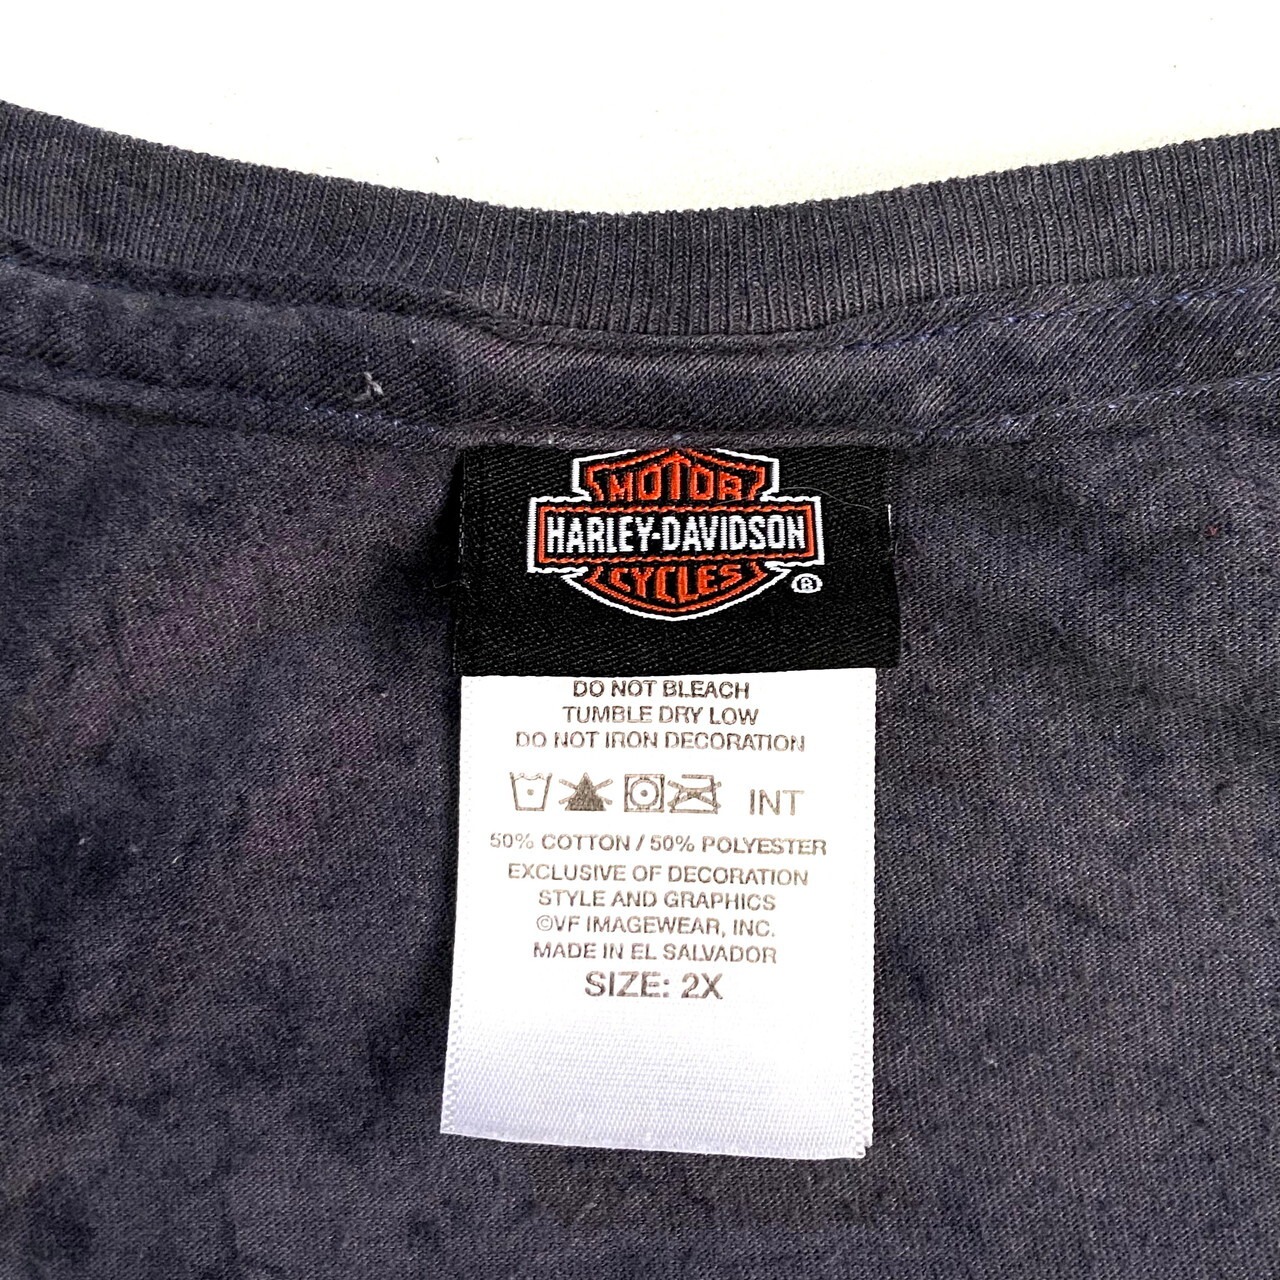 MOTOR
HARLEY-DAVIDSON
CYCLES
®
DO NOT BLEACH
TUMBLE DRY LOW
DO NOT IRON DECORATION
INT
50% COTTON / 50% POLYESTER
EXCLUSIVE OF DECORATION
STYLE AND GRAPHICS
©VF IMAGEWEAR, INC.
MADE IN EL SALVADOR
SIZE: 2X